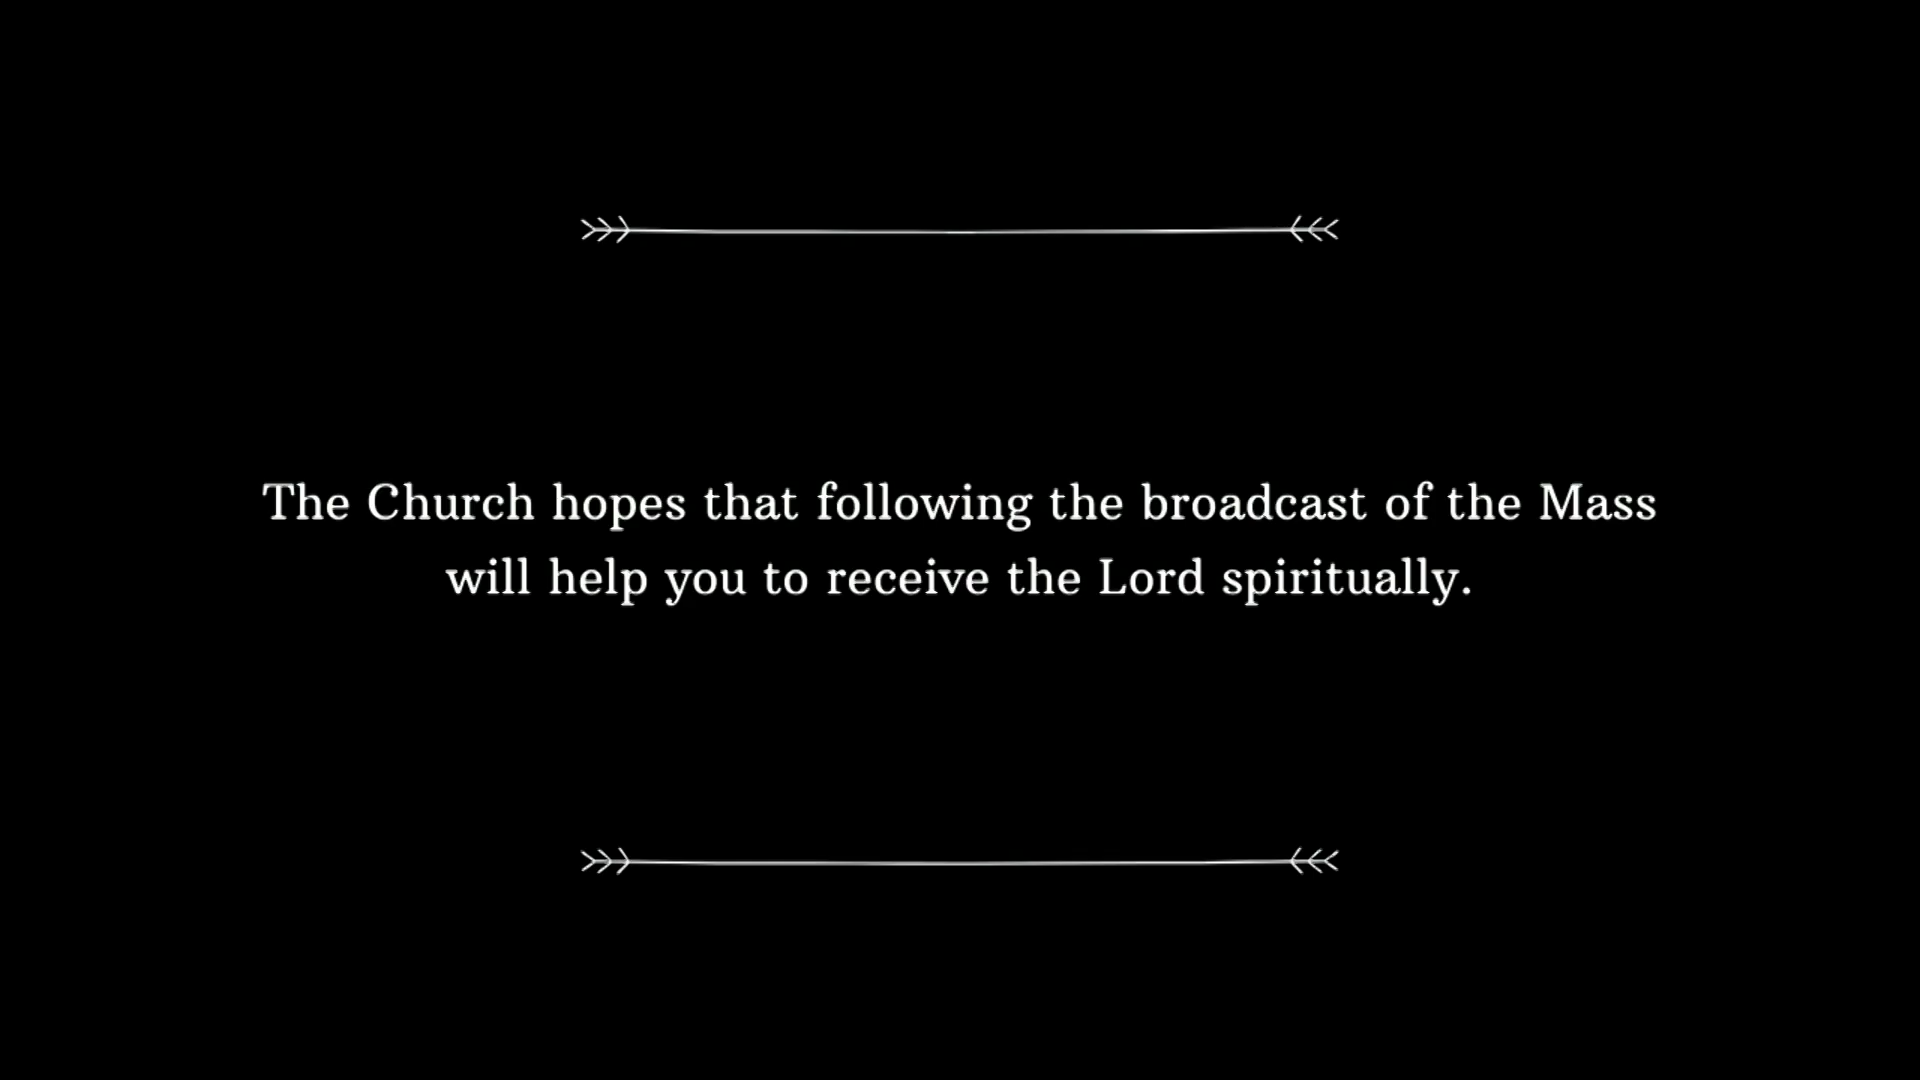 The Church hopes that following the broadcast of the Mass
will help you to receive the Lord spiritually.